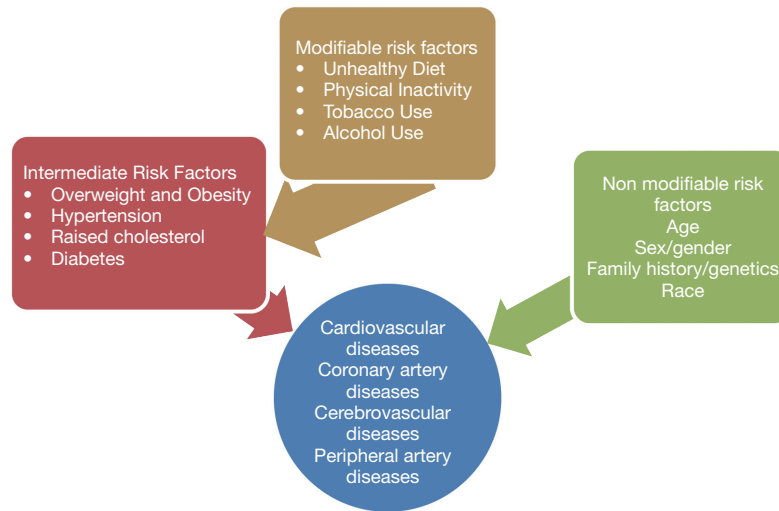 Modifiable risk factors
• Unhealthy Diet
• Physical Inactivity
• Tobacco Use
• Alcohol Use
Intermediate Risk Factors
• Overweight and Obesity
• Hypertension
• Raised cholesterol
• Diabetes
Non modifiable risk
factors
Age
Sex/gender
Family history/genetics
Race
Cardiovascular
diseases
Coronary artery
diseases
Cerebrovascular
diseases
Peripheral artery
diseases